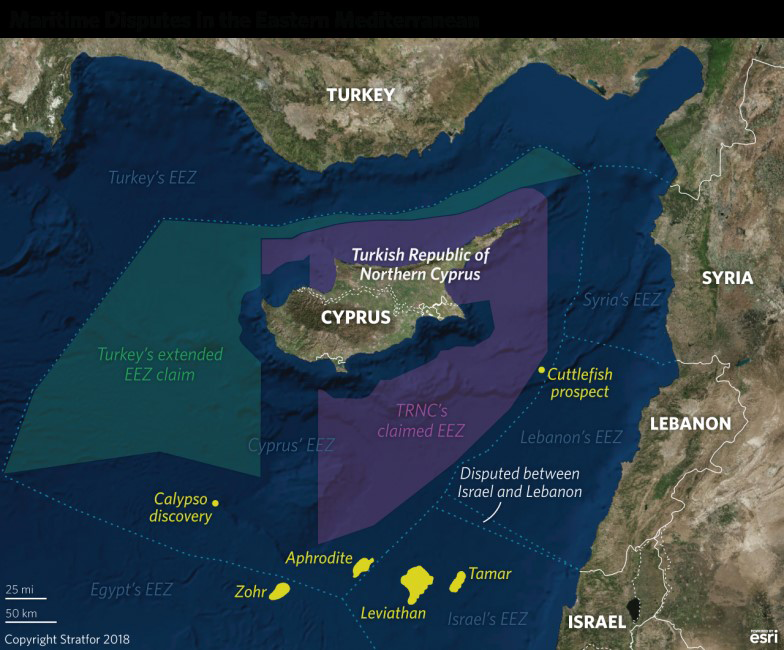 Maritime Disputes in the Eastern Mediterranean
TURKEY
Turkey's EEZ
Turkish Republic of
Northern Cyprus
SYRIA
Syria's EEZ
CYPRUS
Turkey's extended
EEZ claim
Cuttlefish
prospect
TRNC's
claimed EEZ
LEBANON
Cyprus' EEZ
Lebanon's EEZ
Disputed between
Israel and Lebanon
Calypso
discovery
Aphrodite
Tamar
Egypt's EEZ
Zohr
Leviathan
Israel's EEZ
ISRAEL
25 mi
50 km
Copyright Stratfor 2018
POWERED BY
esri